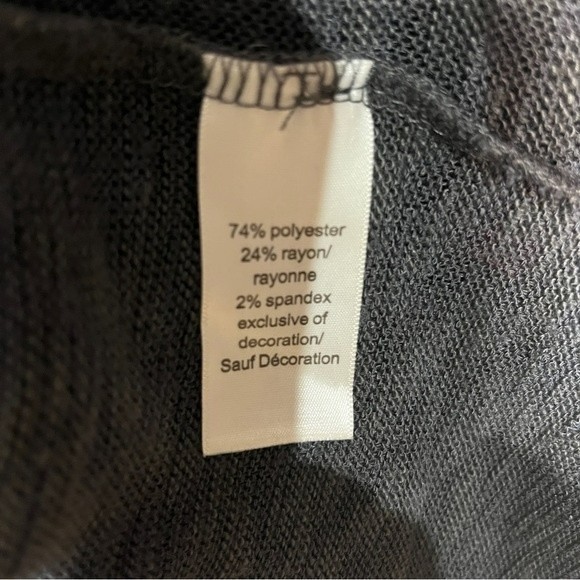 74% polyester
24% rayon/
rayonne
2% spandex
exclusive of
decoration/
Sauf Décoration